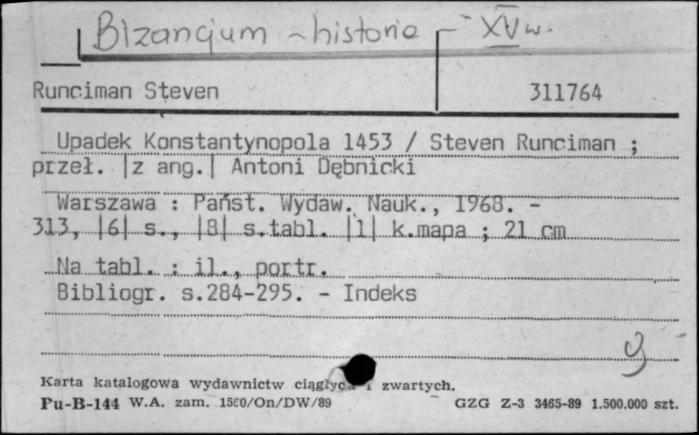 Bizancjum - historia - XV w.
Runciman Steven 311764
Upadek Konstantynopola 1453 / Steven Runciman ;
przeł. |z ang.| Antoni Dębnicki
Warszawa : Państ. Wydaw. Nauk., 1968. -
313, |6| s., |8| s.tabl. |1| k.mapa ; 21 cm
Na tabl. : il., portr.
Bibliogr. s.284-295. - Indeks
Karta katalogowa wydawnictw ciągłych i zwartych.
Pu-B-144 W.A. zam. 1580/On/DW/89 GZG Z-3 3465-89 1.500.000 szt.